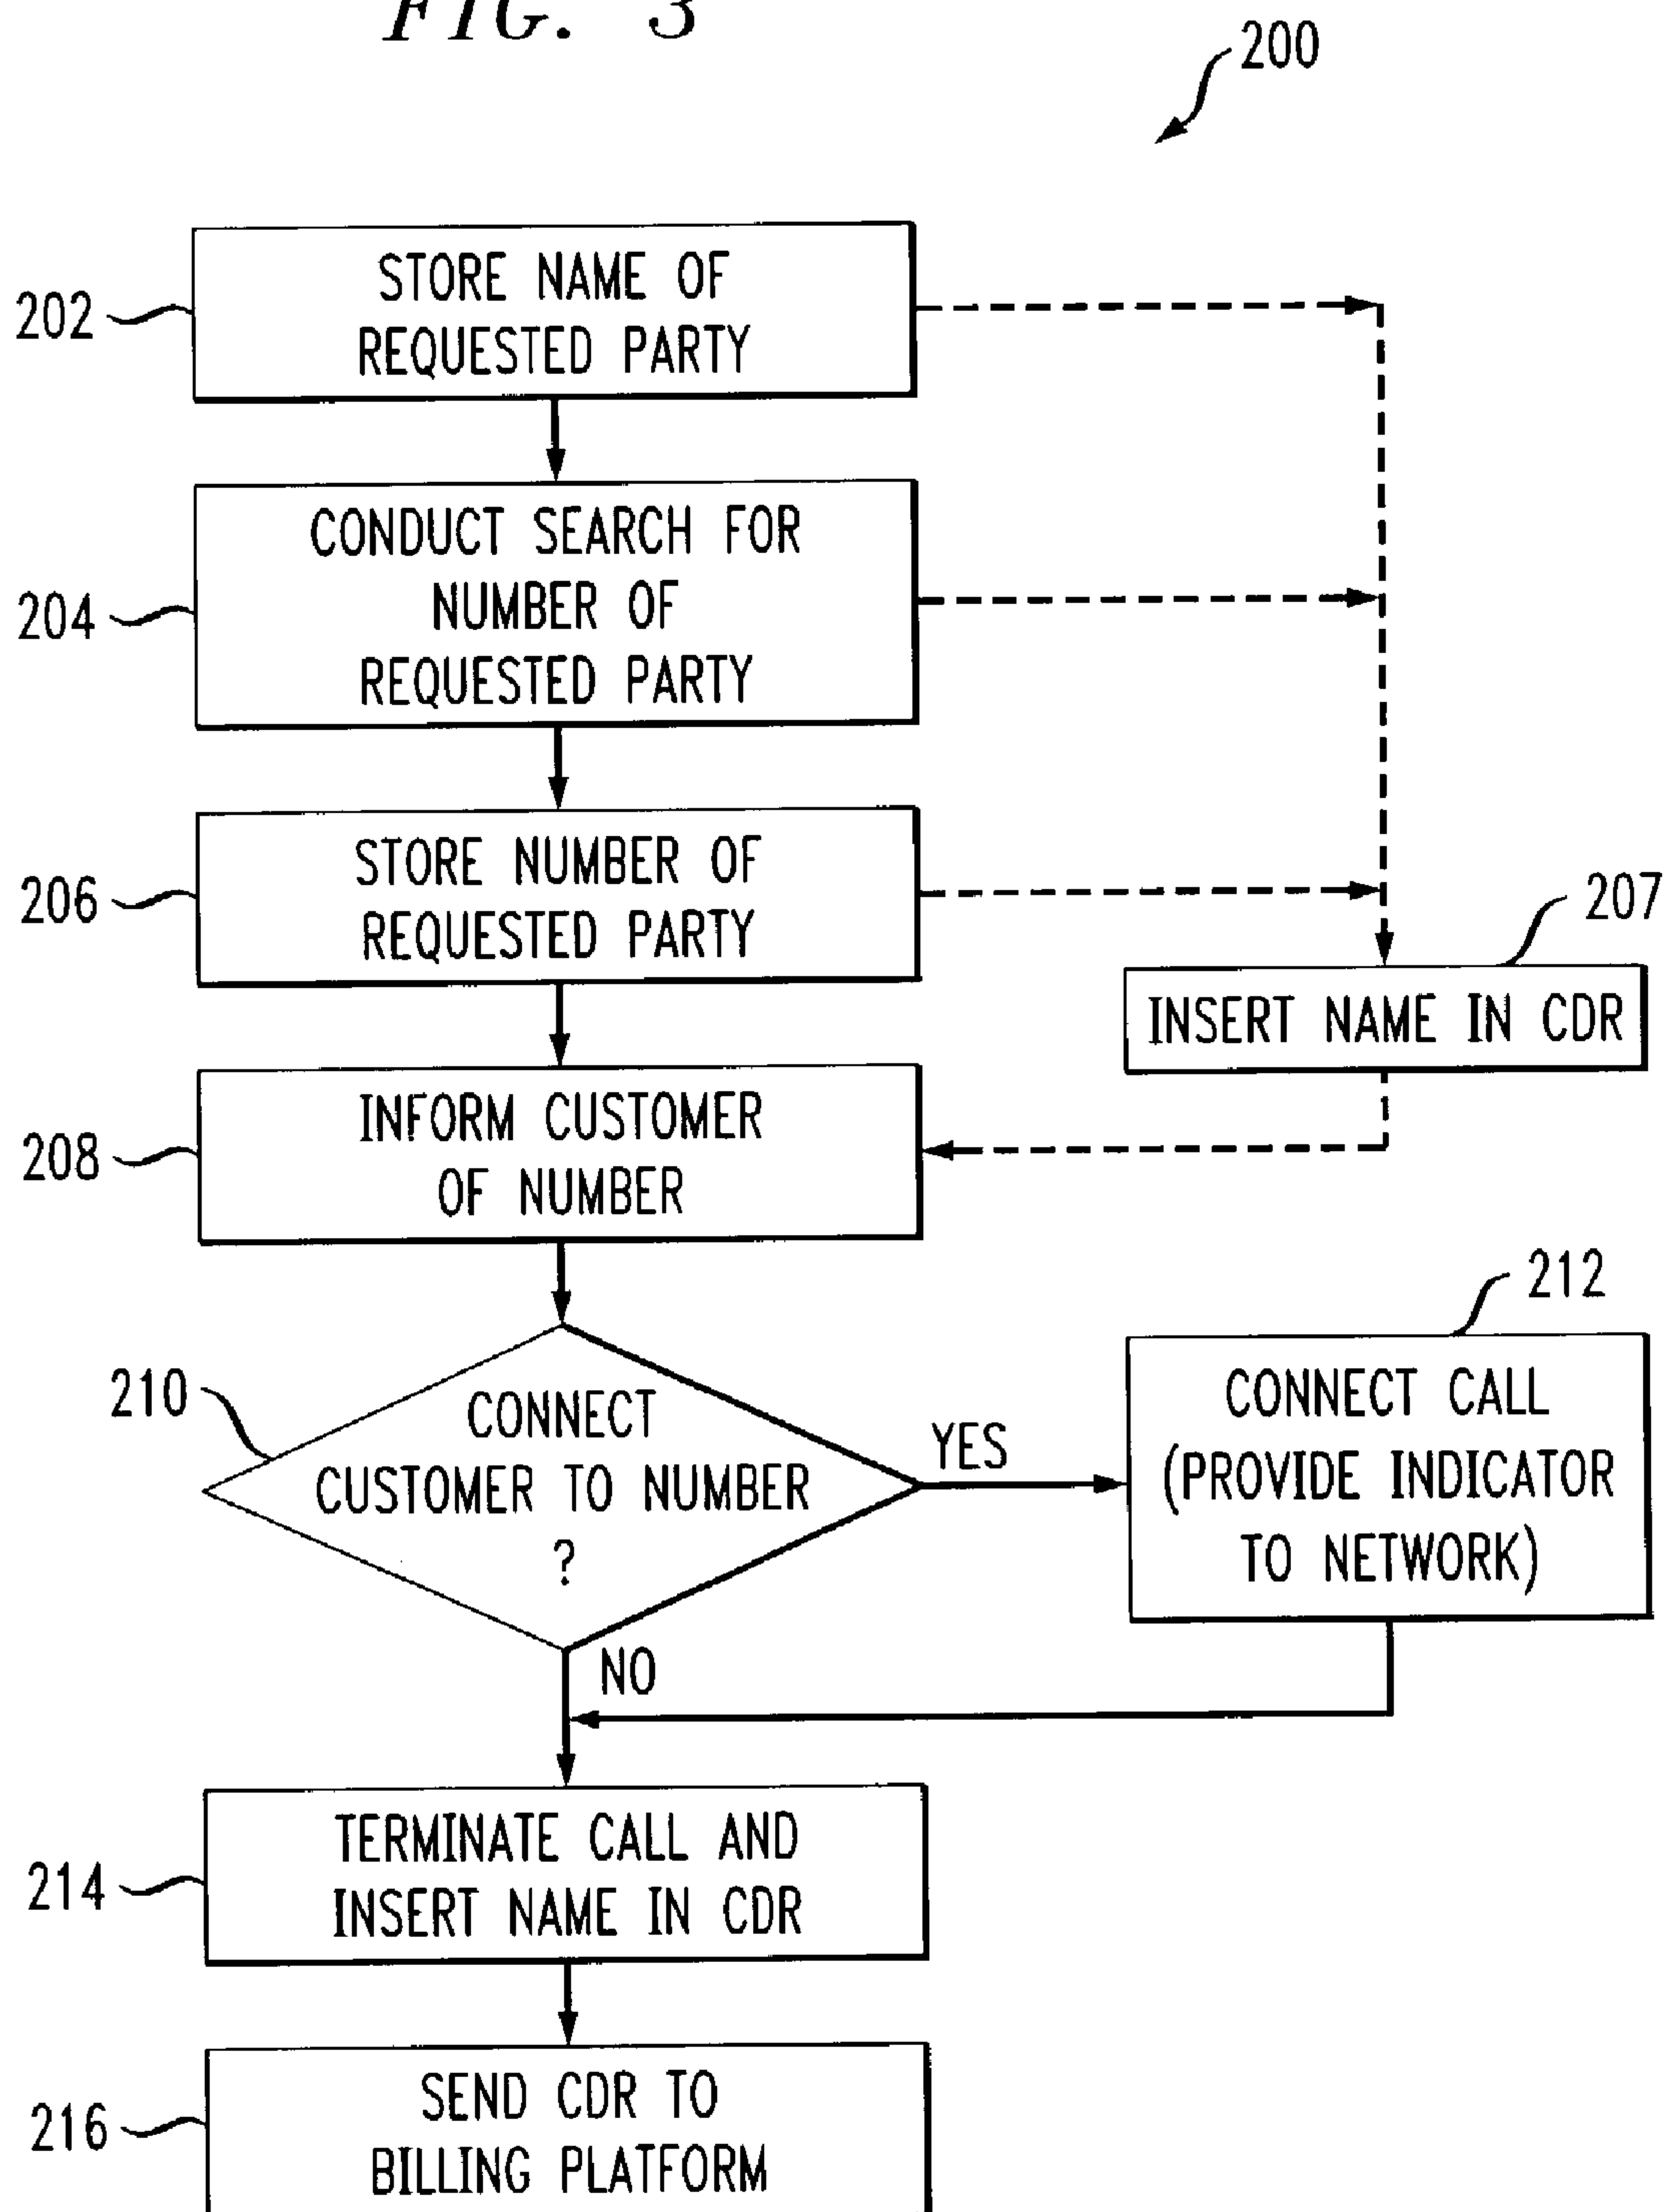 FIG. 3
200
202
STORE NAME OF
REQUESTED PARTY
204
CONDUCT SEARCH FOR
NUMBER OF
REQUESTED PARTY
206
STORE NUMBER OF
REQUESTED PARTY
207
INSERT NAME IN CDR
208
INFORM CUSTOMER
OF NUMBER
210
CONNECT
CUSTOMER TO NUMBER
?
YES
212
CONNECT CALL
(PROVIDE INDICATOR
TO NETWORK)
NO
214
TERMINATE CALL AND
INSERT NAME IN CDR
216
SEND CDR TO
BILLING PLATFORM